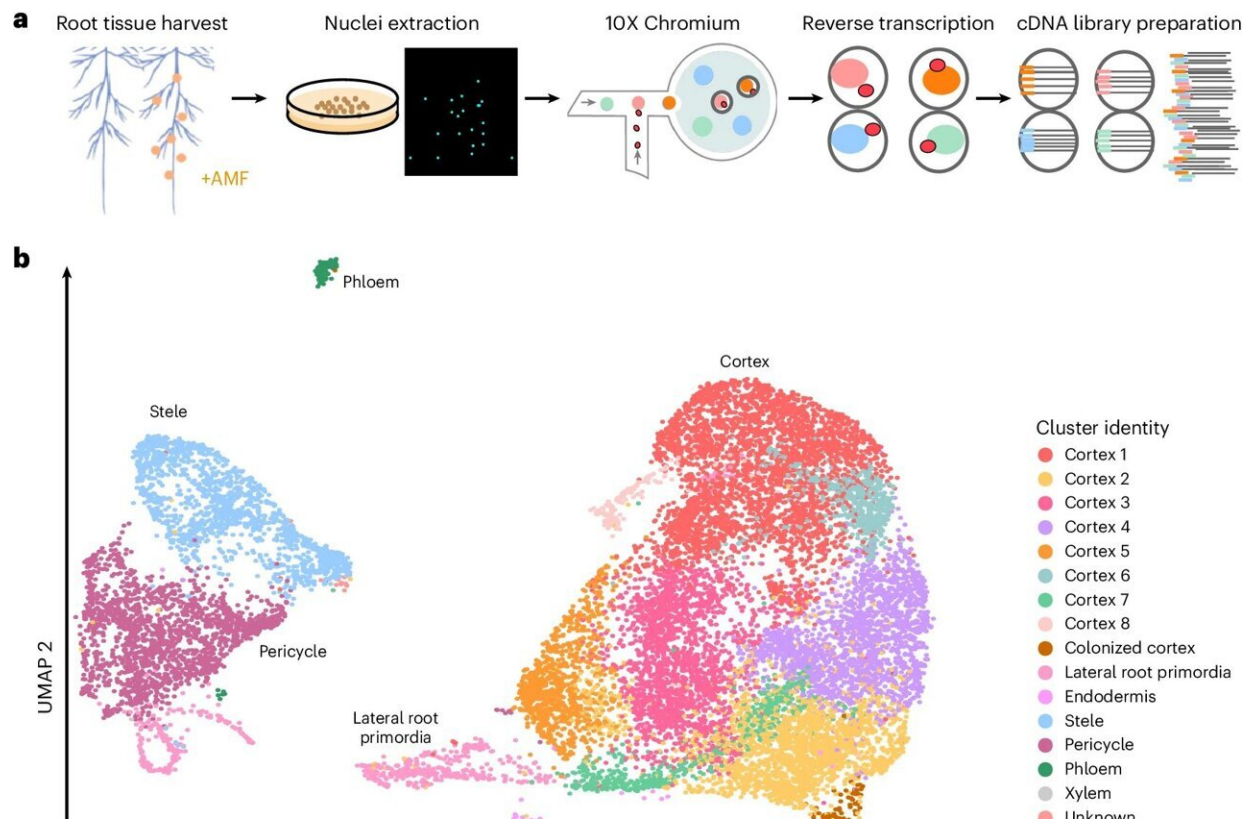 a
Root tissue harvest
Nuclei extraction
10X Chromium
Reverse transcription
cDNA library preparation
+AMF
b
Phloem
Cortex
Stele
Pericycle
Lateral root
primordia
UMAP 2
Cluster identity
Cortex 1
Cortex 2
Cortex 3
Cortex 4
Cortex 5
Cortex 6
Cortex 7
Cortex 8
Colonized cortex
Lateral root primordia
Endodermis
Stele
Pericycle
Phloem
Xylem
Unknown